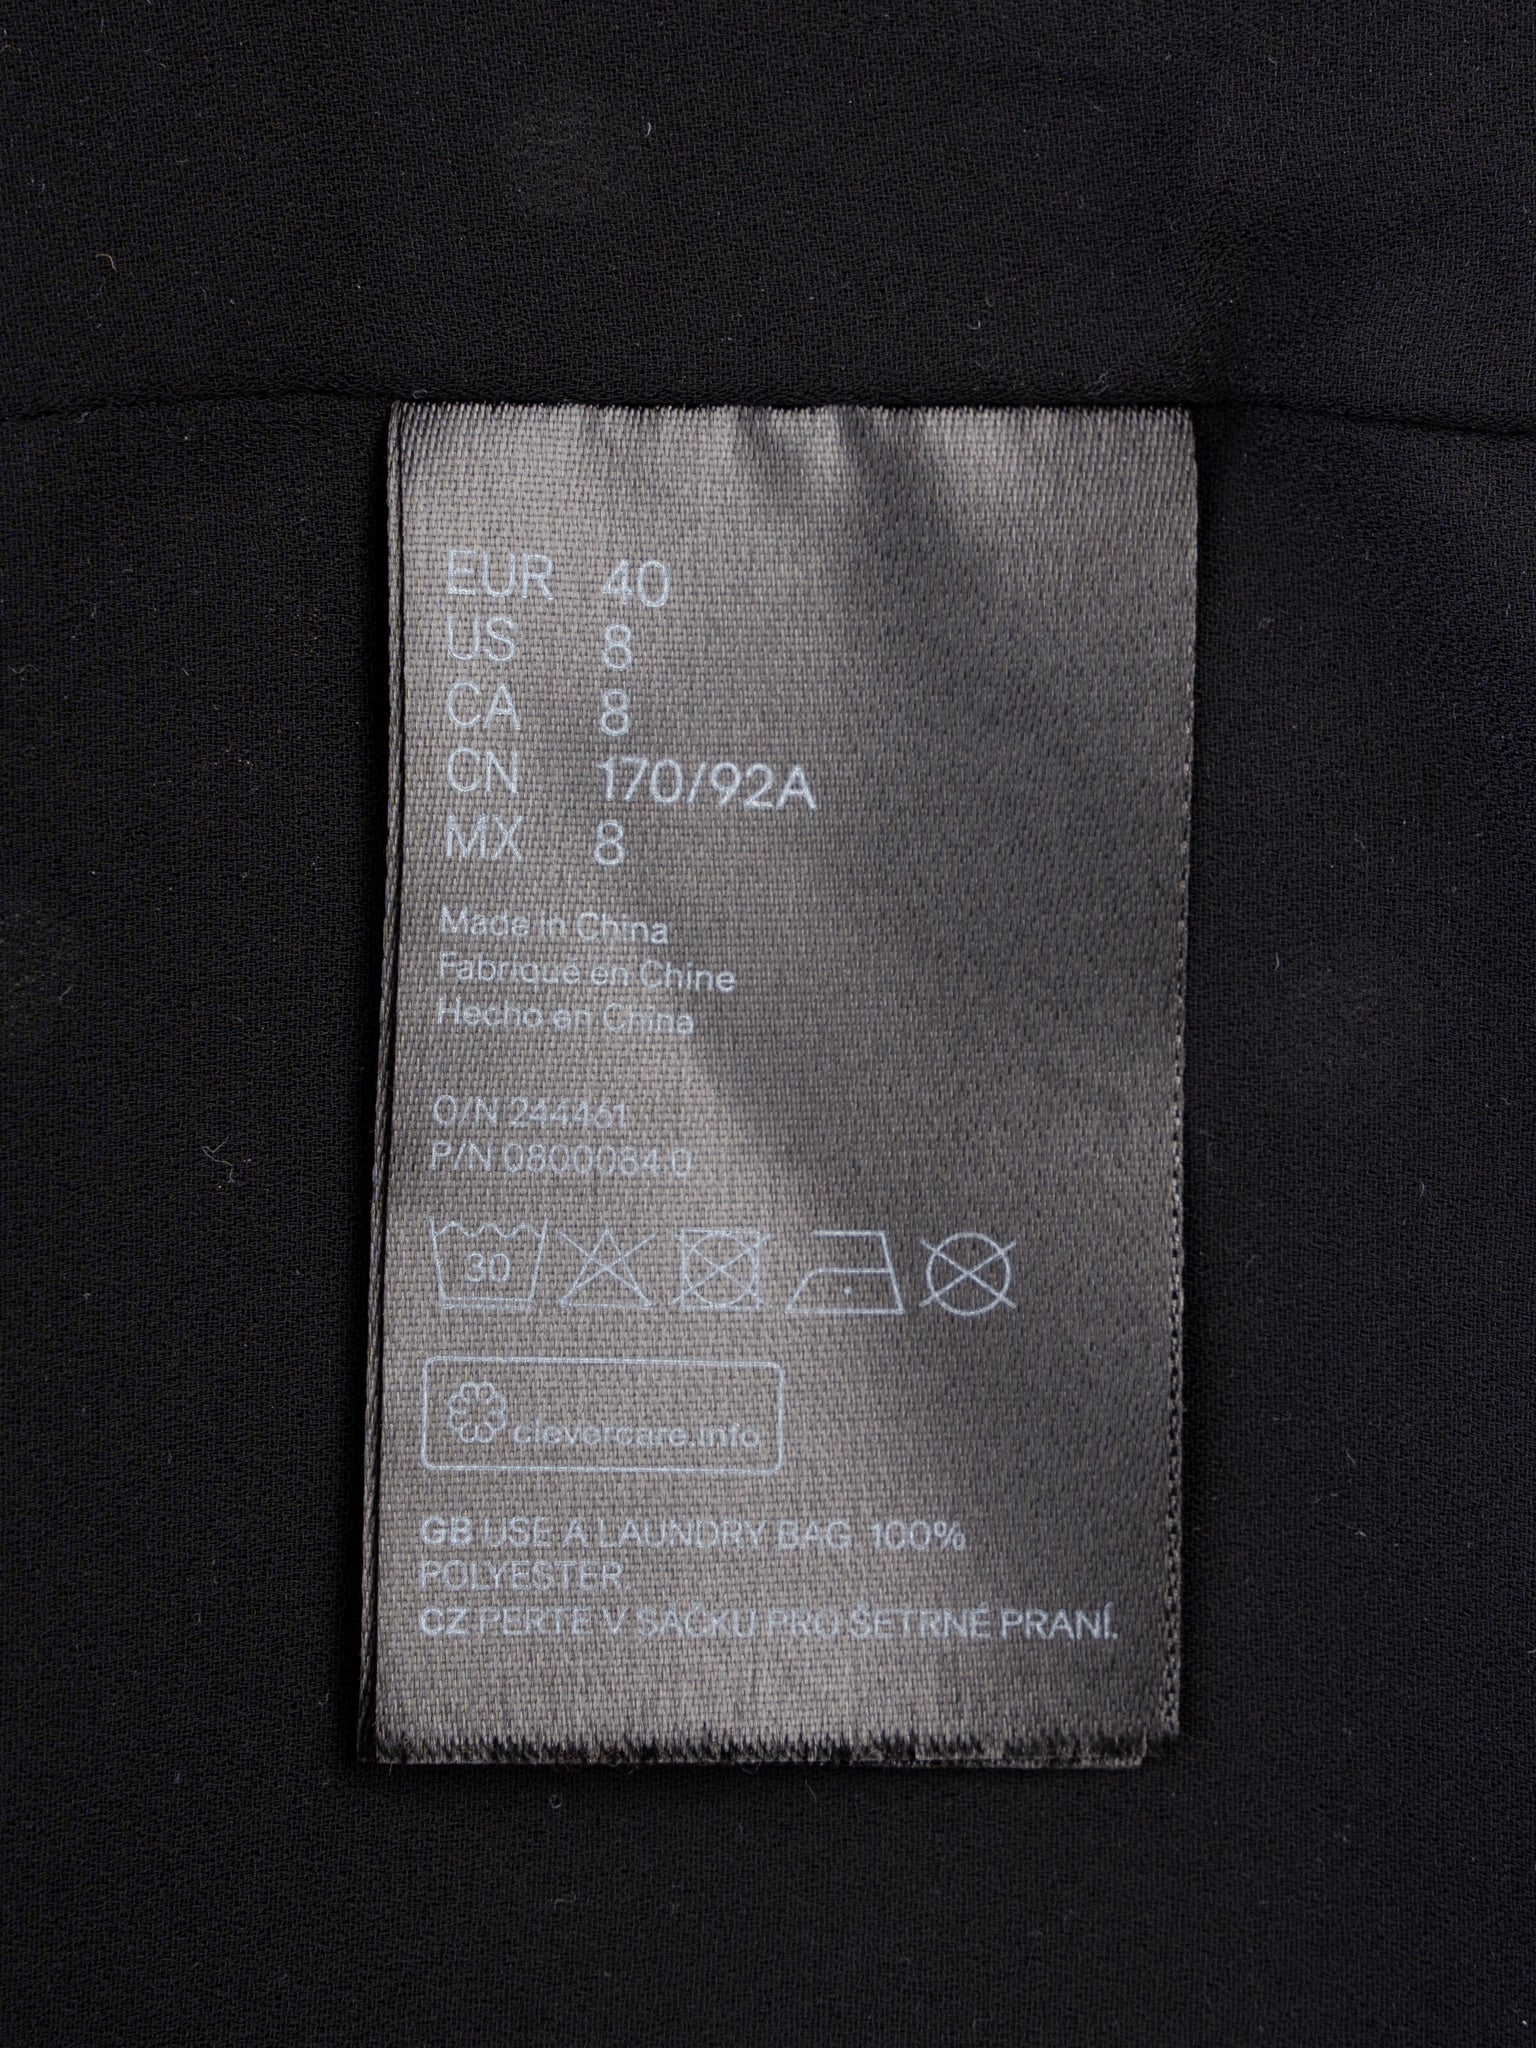 EUR 40
US 8
CA 8
CN 170/92A
MX 8
Made in China
Fabriqué en Chine
Hecho en China
O/N 244461
P/N 0800084.0
30
clevercare.info
GB USE A LAUNDRY BAG. 100%
POLYESTER
CZ PERTE V SÁČKU PRO ŠETRNÉ PRANÍ.